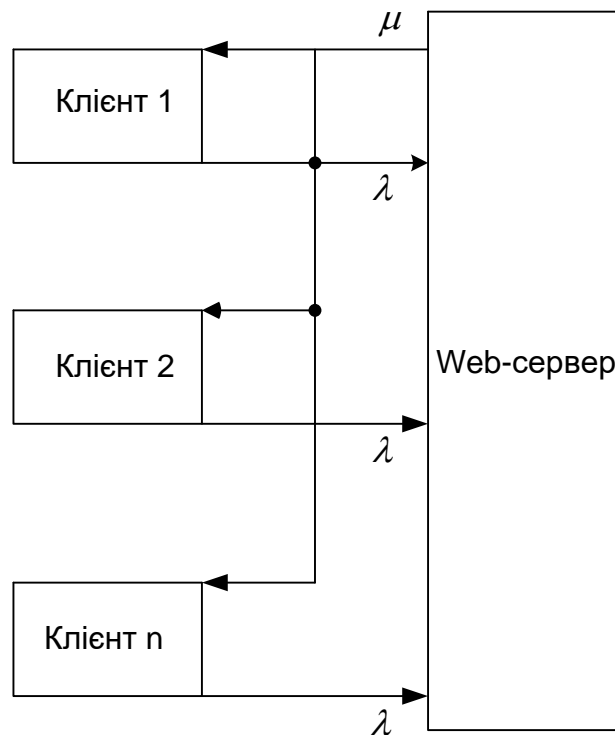 μ
Клієнт 1
λ
Клієнт 2
Web-сервер
λ
Клієнт n
λ